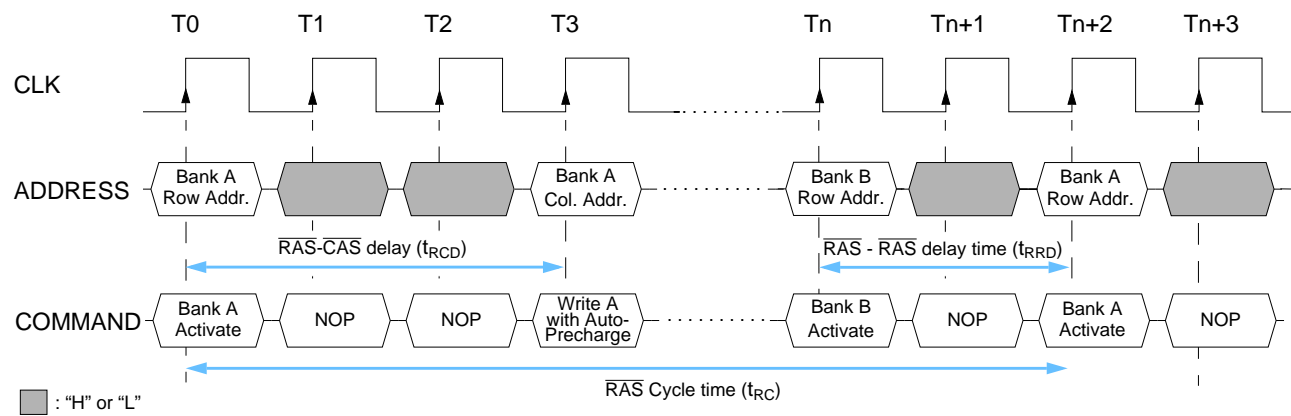 T0 T1 T2 T3 Tn Tn+1 Tn+2 Tn+3
CLK
ADDRESS
Bank A
Row Addr.
Bank A
Col. Addr.
Bank B
Row Addr.
Bank A
Row Addr.
RAS-CAS delay (tRCD)
RAS - RAS delay time (tRRD)
COMMAND
Bank A
Activate
NOP
NOP
Write A
with Auto-
Precharge
Bank B
Activate
NOP
Bank A
Activate
NOP
RAS Cycle time (tRC)
: “H” or “L”